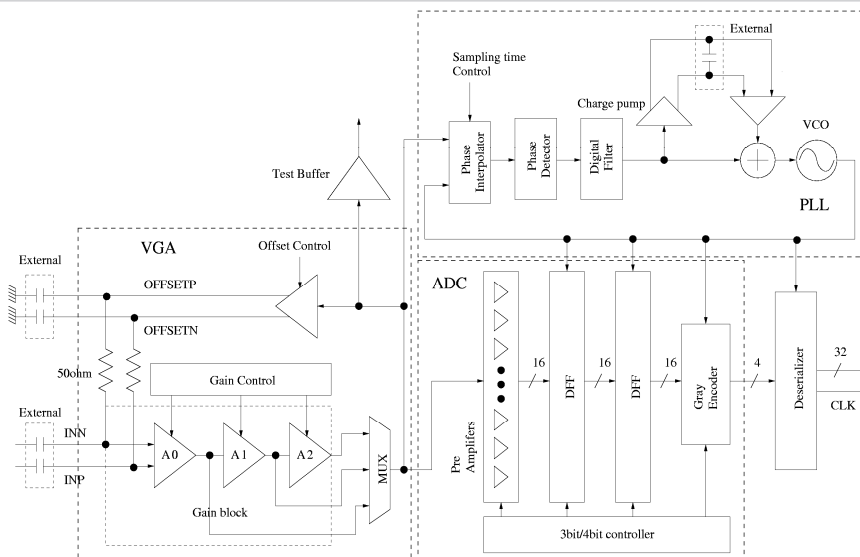 External
Sampling time
Control
Charge pump
VCO
Phase
Interpolator
Phase
Detector
Digital
Filter
PLL
Test Buffer
VGA
Offset Control
External
OFFSETP
OFFSETN
50ohm
Gain Control
External
INN
INP
A0
A1
A2
MUX
Gain block
ADC
Pre
Amplifers
16
DFF
16
DFF
16
Gray
Encoder
4
Deserializer
32
CLK
3bit/4bit controller